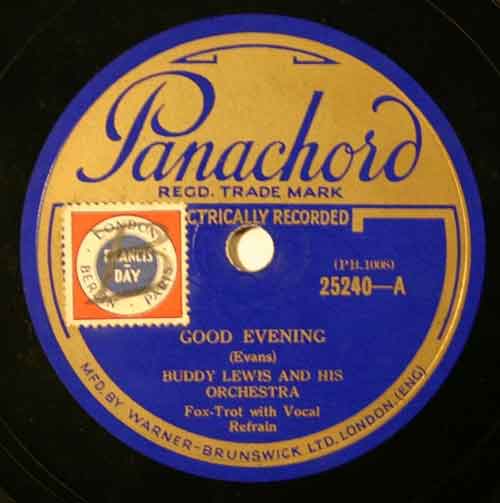 Panachord
REGD. TRADE MARK
CTRICALLY RECORDED
LONDON
FRANCIS
DAY
BERLIN PARIS
(PB.1008)
25240—A
GOOD EVENING
(Evans)
BUDDY LEWIS AND HIS
ORCHESTRA
Fox-Trot with Vocal
Refrain
MFD. BY WARNER-BRUNSWICK LTD. LONDON. (ENG)